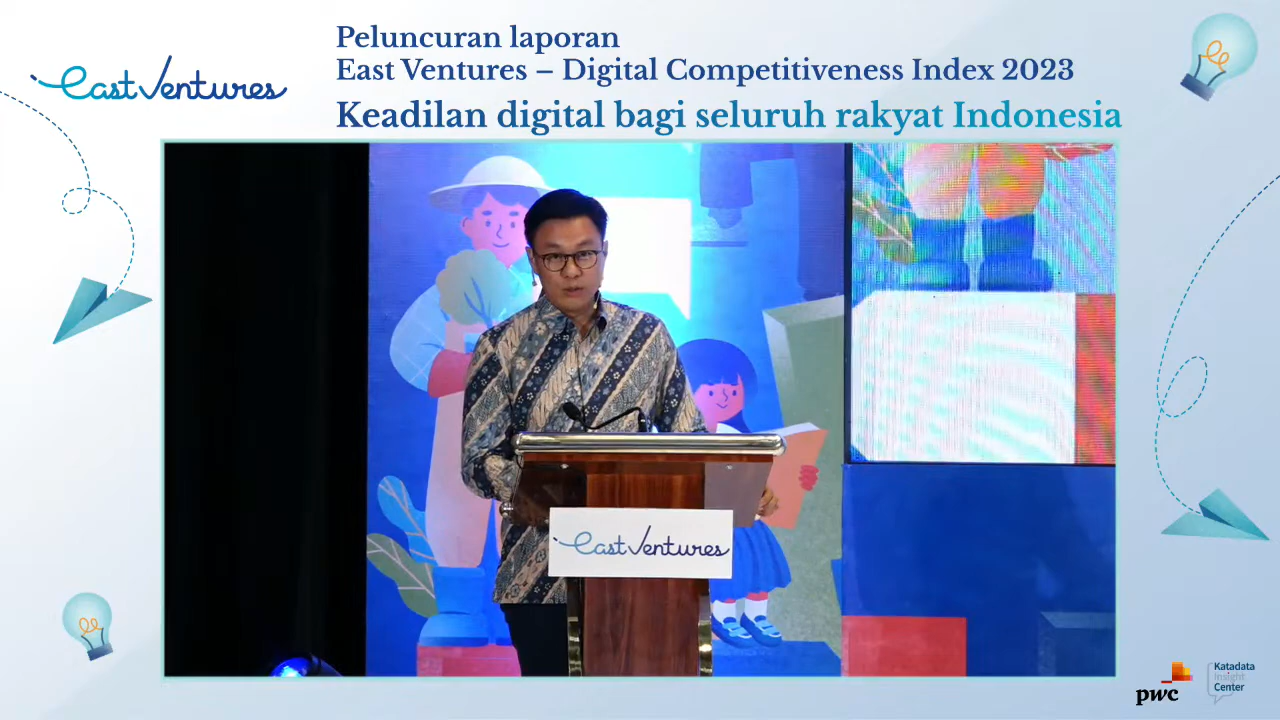 East Ventures
Peluncuran laporan
East Ventures – Digital Competitiveness Index 2023
Keadilan digital bagi seluruh rakyat Indonesia
East Ventures
pwc
Katadata
Insight
Center